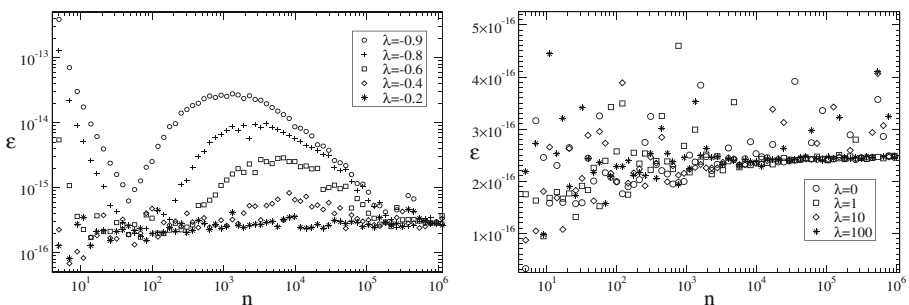 10⁻¹³
10⁻¹⁴
10⁻¹⁵
10⁻¹⁶
ε
10¹
10²
10³
10⁴
10⁵
10⁶
n
λ=-0.9
λ=-0.8
λ=-0.6
λ=-0.4
λ=-0.2
5×10⁻¹⁶
4×10⁻¹⁶
3×10⁻¹⁶
2×10⁻¹⁶
1×10⁻¹⁶
ε
10¹
10²
10³
10⁴
10⁵
10⁶
n
λ=0
λ=1
λ=10
λ=100